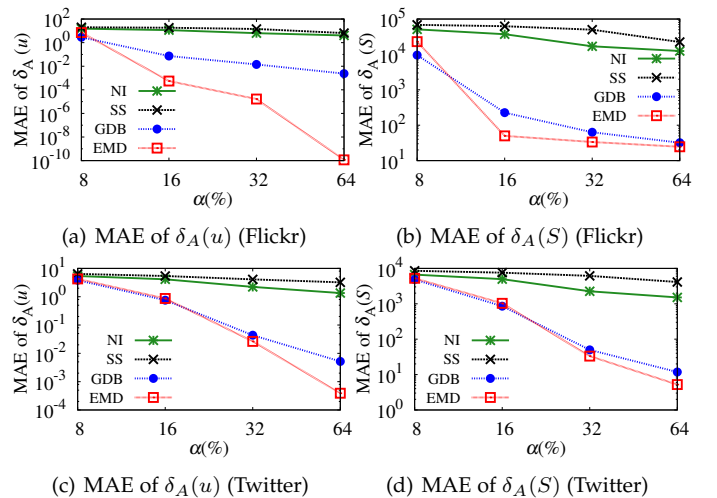 MAE of δ_A(u)
10^2
10^0
10^-2
10^-4
10^-6
10^-8
10^-10
NI
SS
GDB
EMD
8 16 32 64
α(%)
(a) MAE of δ_A(u) (Flickr)
MAE of δ_A(S)
10^5
10^4
10^3
10^2
10^1
NI
SS
GDB
EMD
8 16 32 64
α(%)
(b) MAE of δ_A(S) (Flickr)
MAE of δ_A(u)
10^1
10^0
10^-1
10^-2
10^-3
10^-4
NI
SS
GDB
EMD
8 16 32 64
α(%)
(c) MAE of δ_A(u) (Twitter)
MAE of δ_A(S)
10^4
10^3
10^2
10^1
10^0
NI
SS
GDB
EMD
8 16 32 64
α(%)
(d) MAE of δ_A(S) (Twitter)